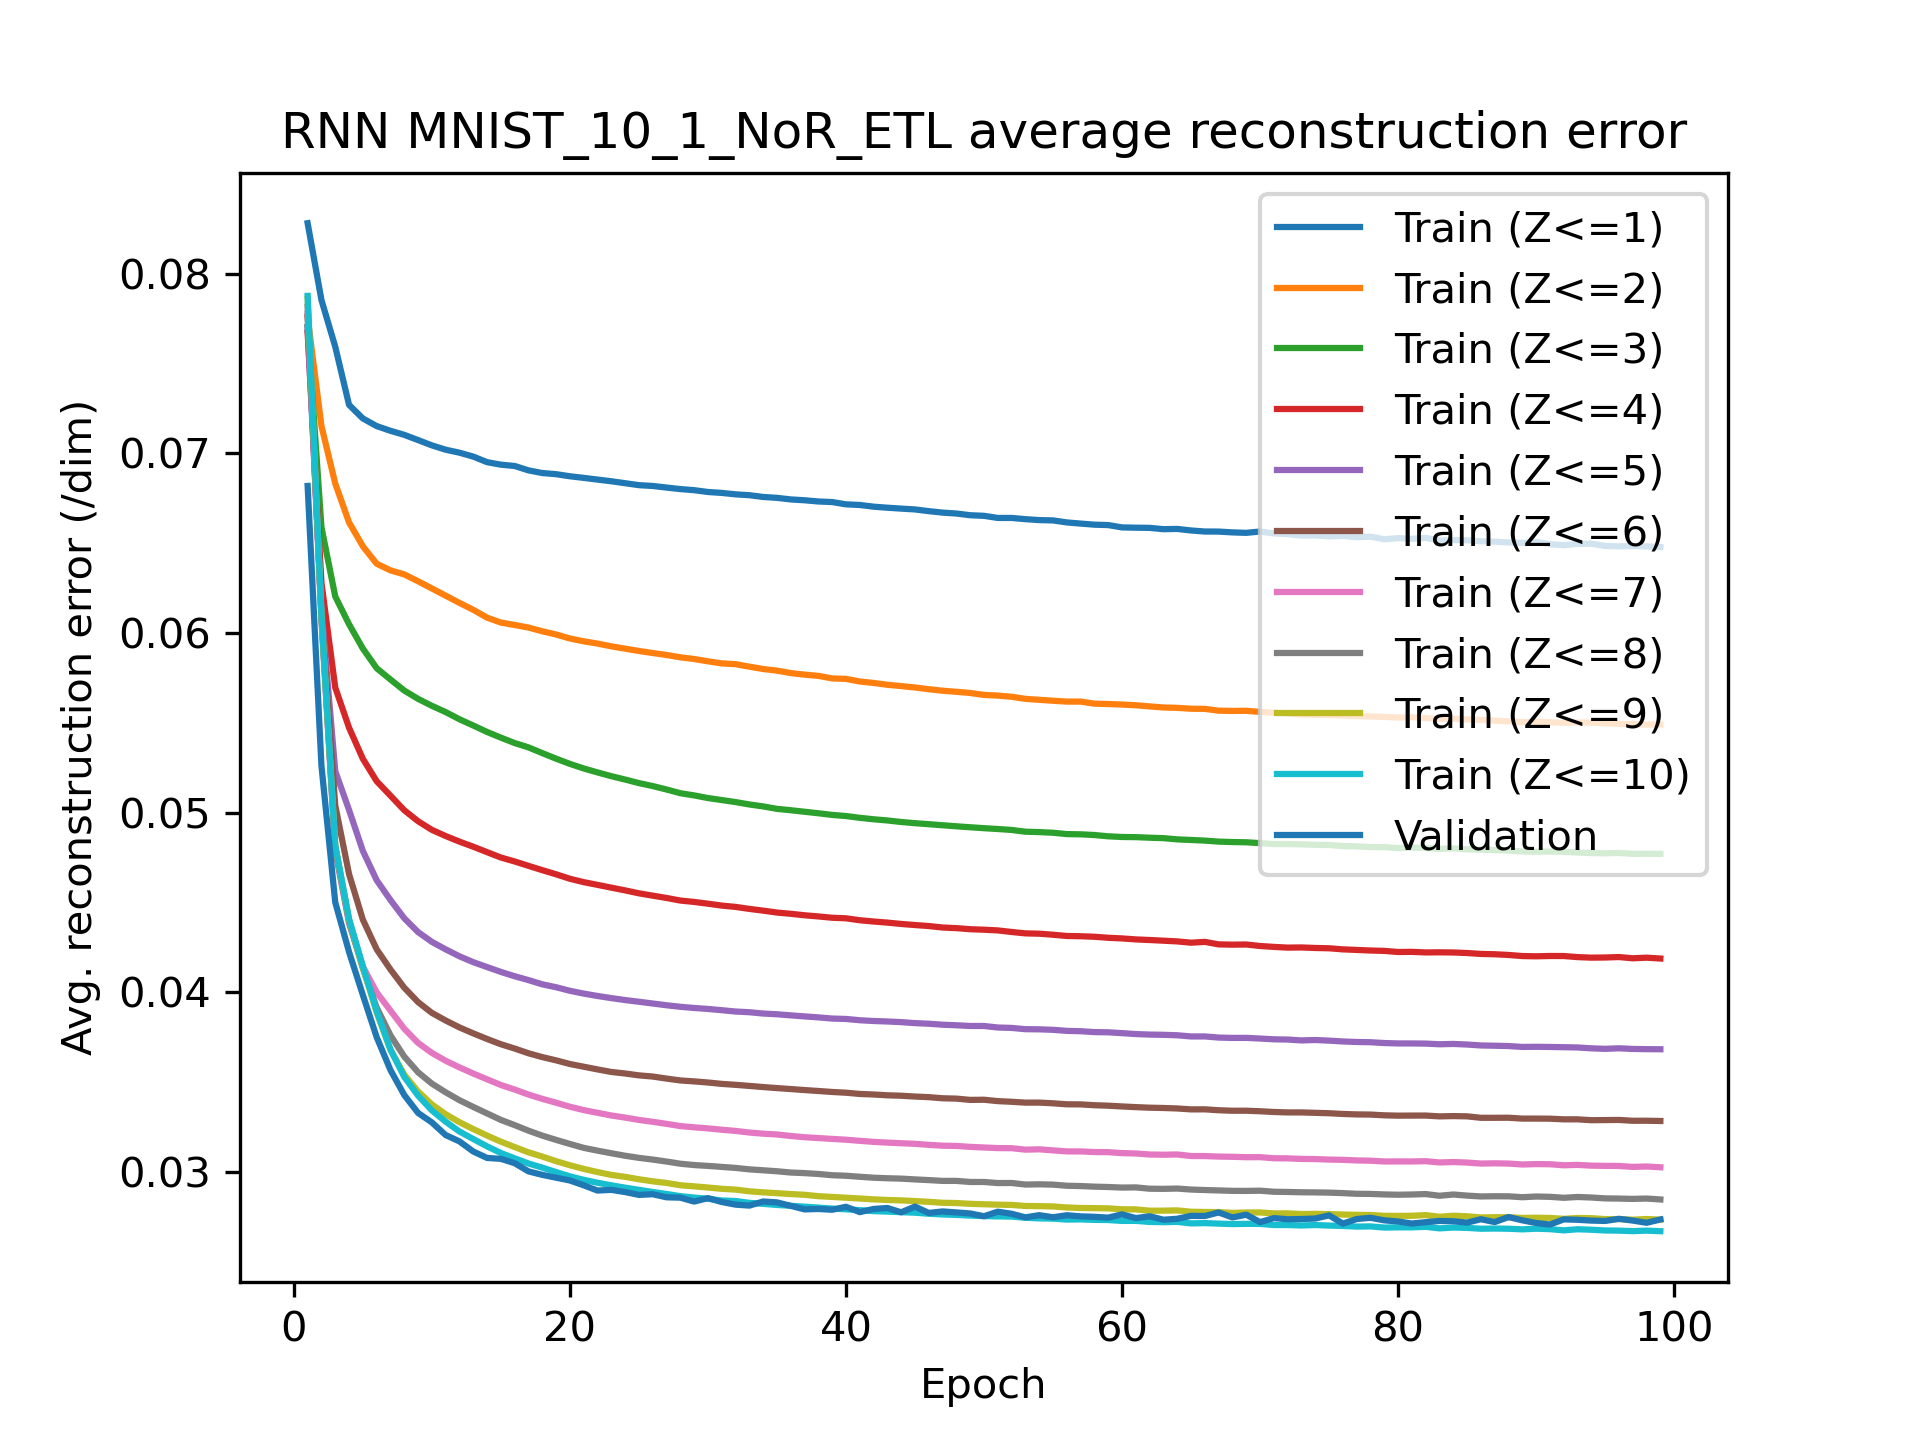 RNN MNIST_10_1_NoR_ETL average reconstruction error
Avg. reconstruction error (/dim)
0.08
0.07
0.06
0.05
0.04
0.03
Train (Z<=1)
Train (Z<=2)
Train (Z<=3)
Train (Z<=4)
Train (Z<=5)
Train (Z<=6)
Train (Z<=7)
Train (Z<=8)
Train (Z<=9)
Train (Z<=10)
Validation
0 20 40 60 80 100
Epoch